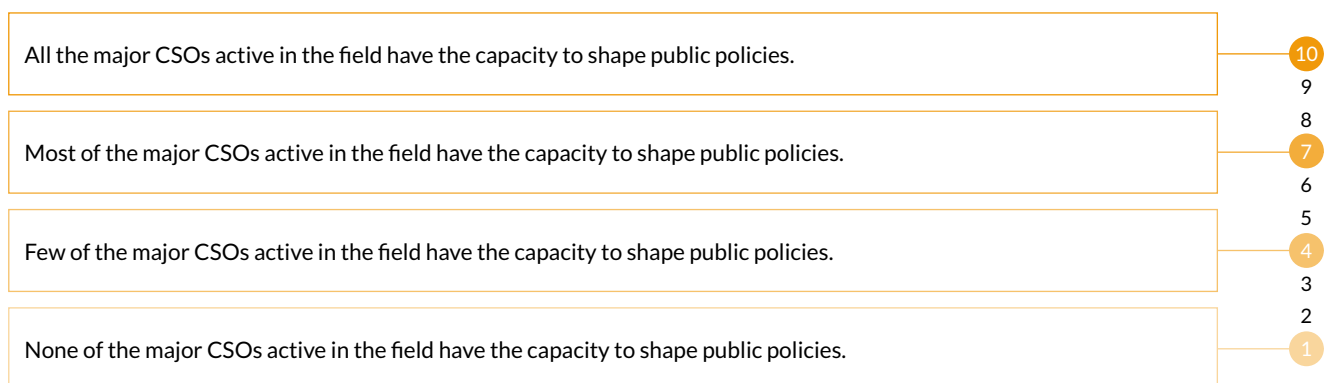 All the major CSOs active in the field have the capacity to shape public policies.
10
9
8
Most of the major CSOs active in the field have the capacity to shape public policies.
7
6
5
Few of the major CSOs active in the field have the capacity to shape public policies.
4
3
2
None of the major CSOs active in the field have the capacity to shape public policies.
1